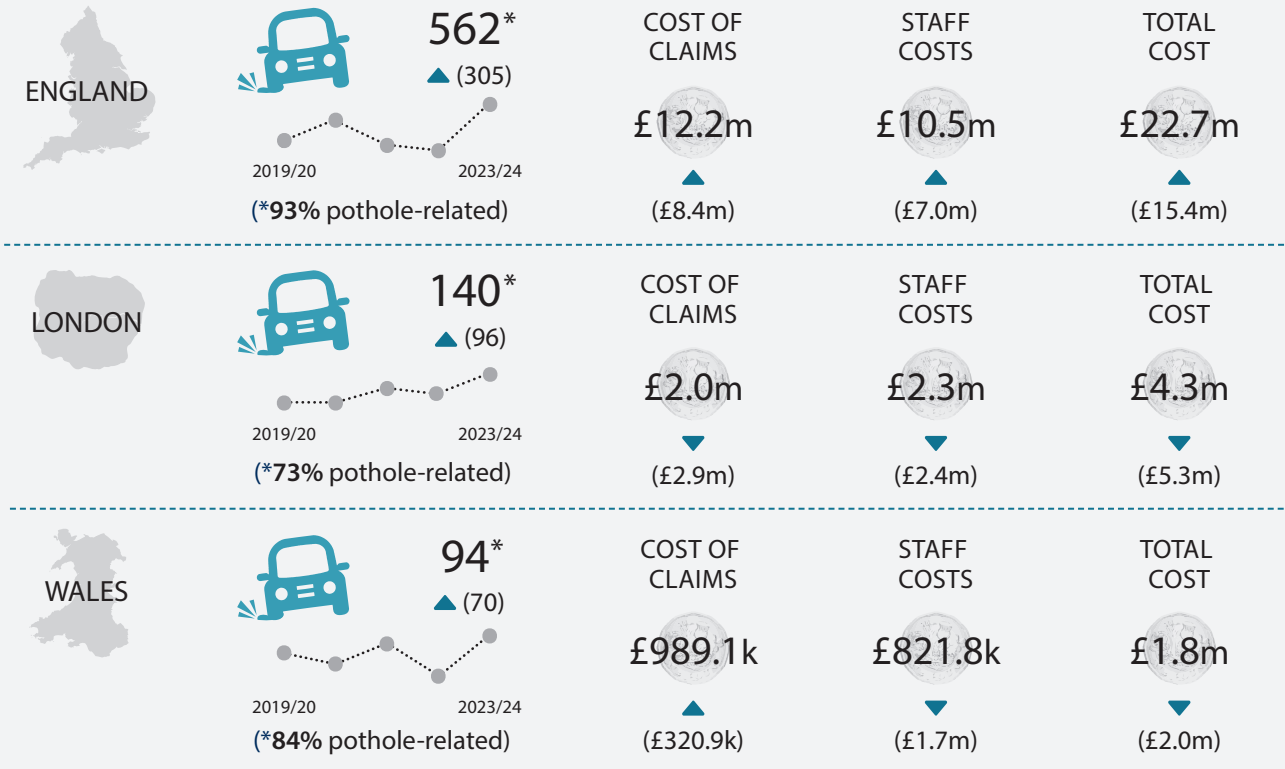 ENGLAND
562*
▲ (305)
2019/20 2023/24
(*93% pothole-related)
COST OF
CLAIMS
£12.2m
▲
(£8.4m)
STAFF
COSTS
£10.5m
▲
(£7.0m)
TOTAL
COST
£22.7m
▲
(£15.4m)
LONDON
140*
▲ (96)
2019/20 2023/24
(*73% pothole-related)
COST OF
CLAIMS
£2.0m
▼
(£2.9m)
STAFF
COSTS
£2.3m
▼
(£2.4m)
TOTAL
COST
£4.3m
▼
(£5.3m)
WALES
94*
▲ (70)
2019/20 2023/24
(*84% pothole-related)
COST OF
CLAIMS
£989.1k
▲
(£320.9k)
STAFF
COSTS
£821.8k
▼
(£1.7m)
TOTAL
COST
£1.8m
▼
(£2.0m)